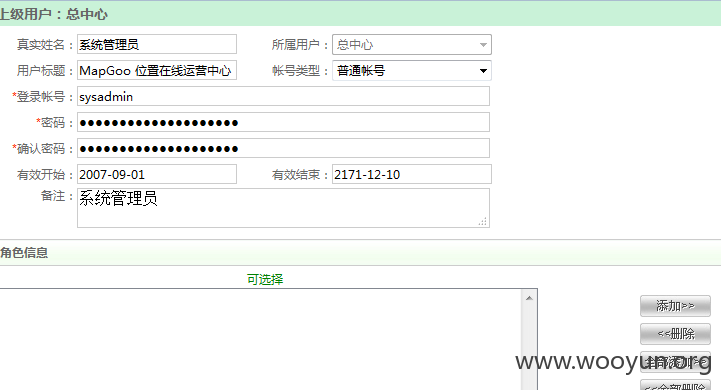 上级用户：总中心
真实姓名：系统管理员 所属用户：总中心
用户标题：MapGoo 位置在线运营中心 帐号类型：普通帐号
*登录帐号：sysadmin
*密码：●●●●●●●●●●●●●●●●●●●●
*确认密码：●●●●●●●●●●●●●●●●●●●●
有效开始：2007-09-01 有效结束：2171-12-10
备注：系统管理员
角色信息
可选择
添加>>
<<删除
全部添加>>
www.wooyun.org
<<全部删除